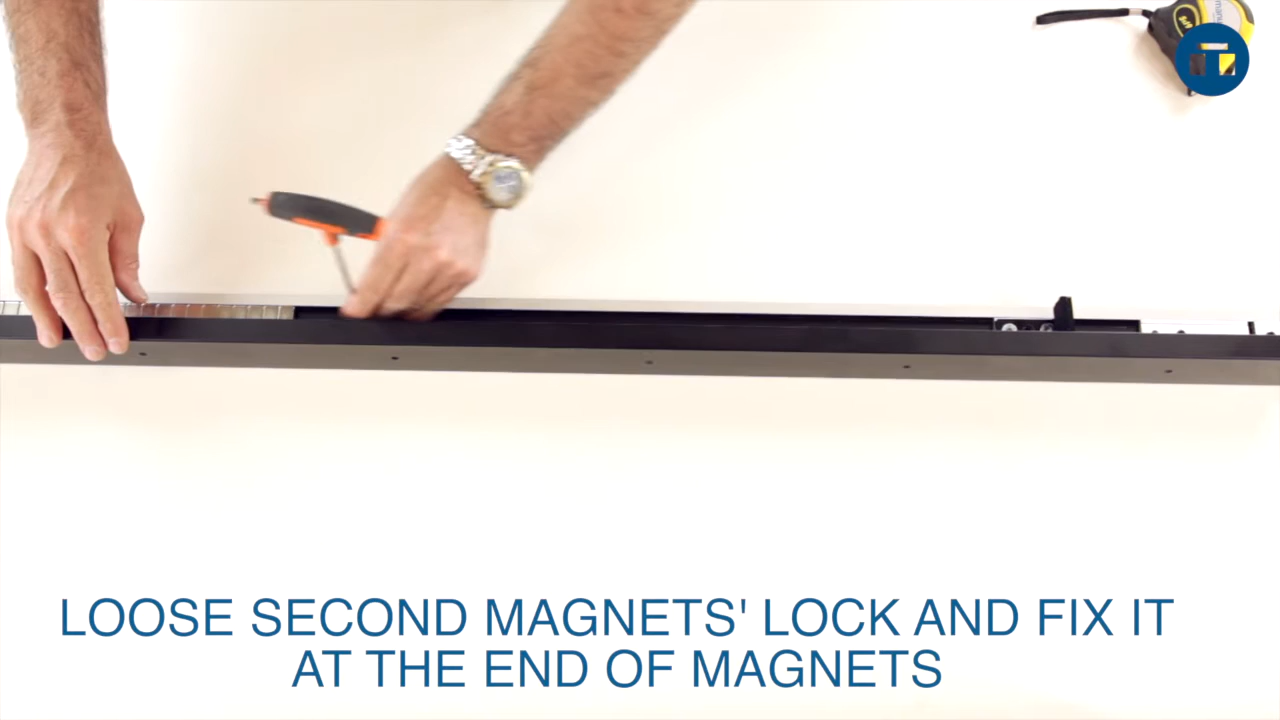 LOOSE SECOND MAGNETS' LOCK AND FIX IT
AT THE END OF MAGNETS